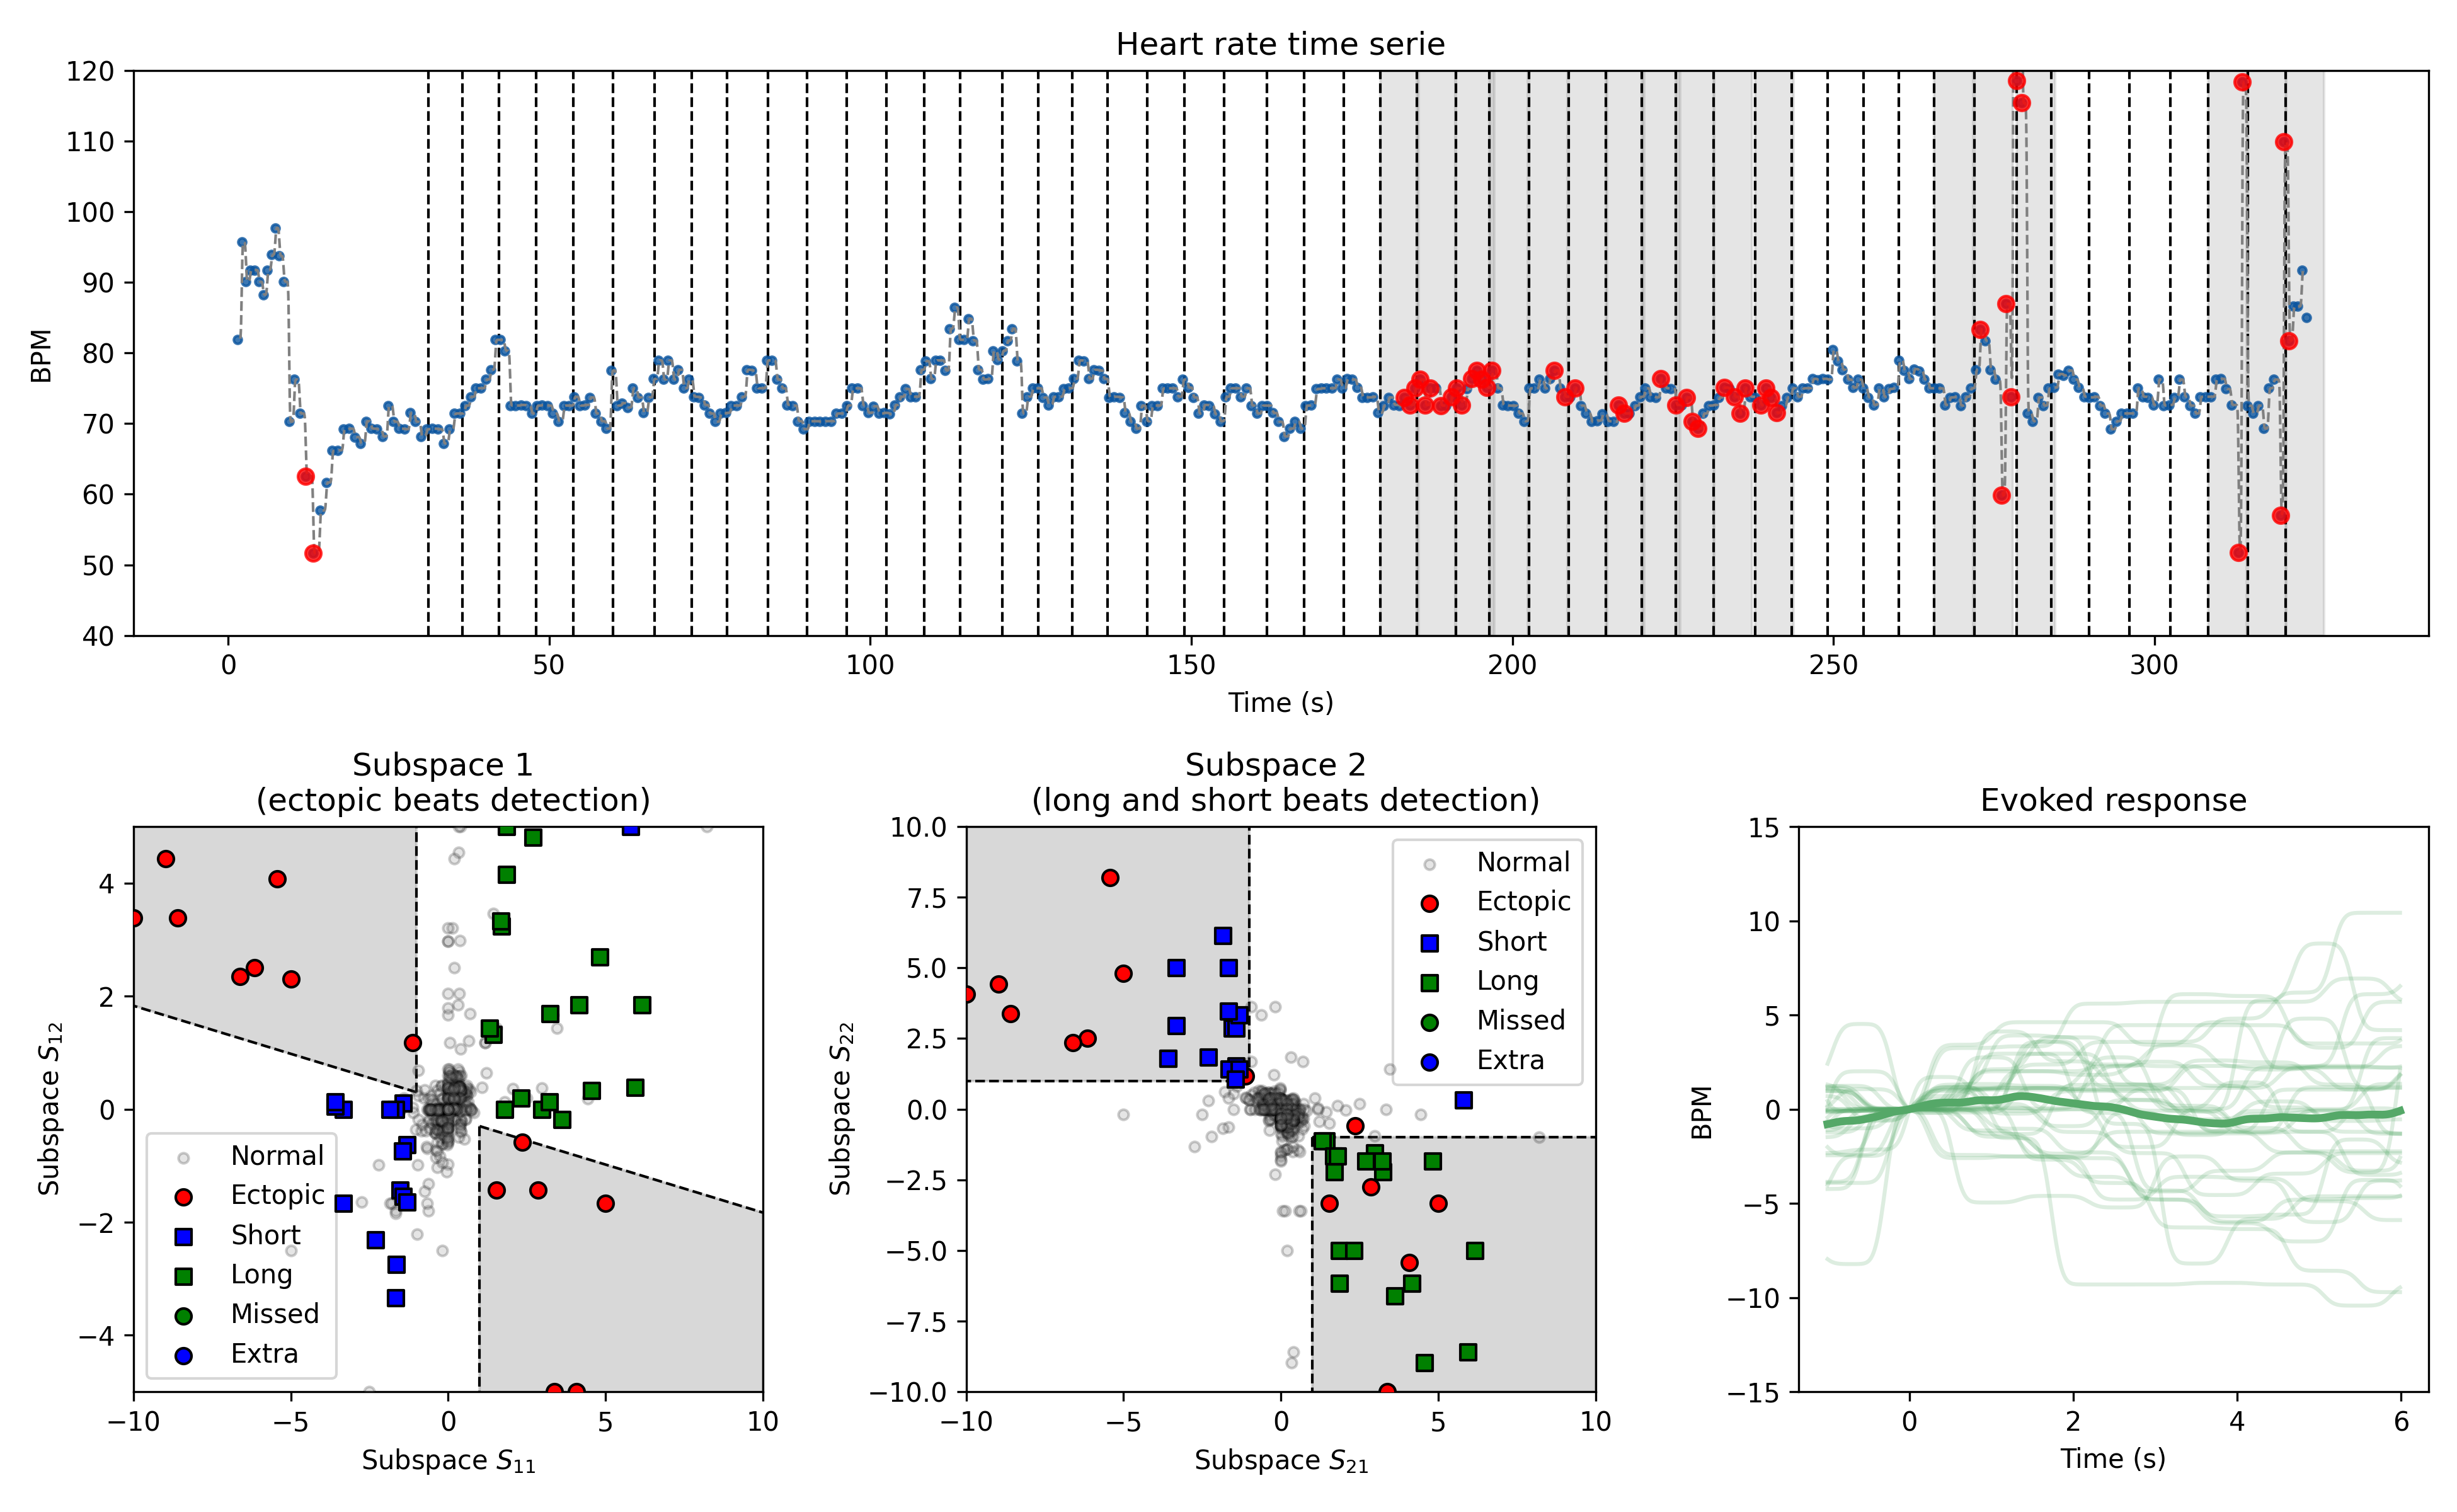 Heart rate time serie
120
110
100
90
80
70
60
50
40
BPM
0 50 100 150 200 250 300
Time (s)
Subspace 1
(ectopic beats detection)
4
2
0
−2
−4
Subspace S12
Normal
Ectopic
Short
Long
Missed
Extra
−10 −5 0 5 10
Subspace S11
Subspace 2
(long and short beats detection)
10.0
7.5
5.0
2.5
0.0
−2.5
−5.0
−7.5
−10.0
Subspace S22
Normal
Ectopic
Short
Long
Missed
Extra
−10 −5 0 5 10
Subspace S21
Evoked response
15
10
5
0
−5
−10
−15
BPM
0 2 4 6
Time (s)